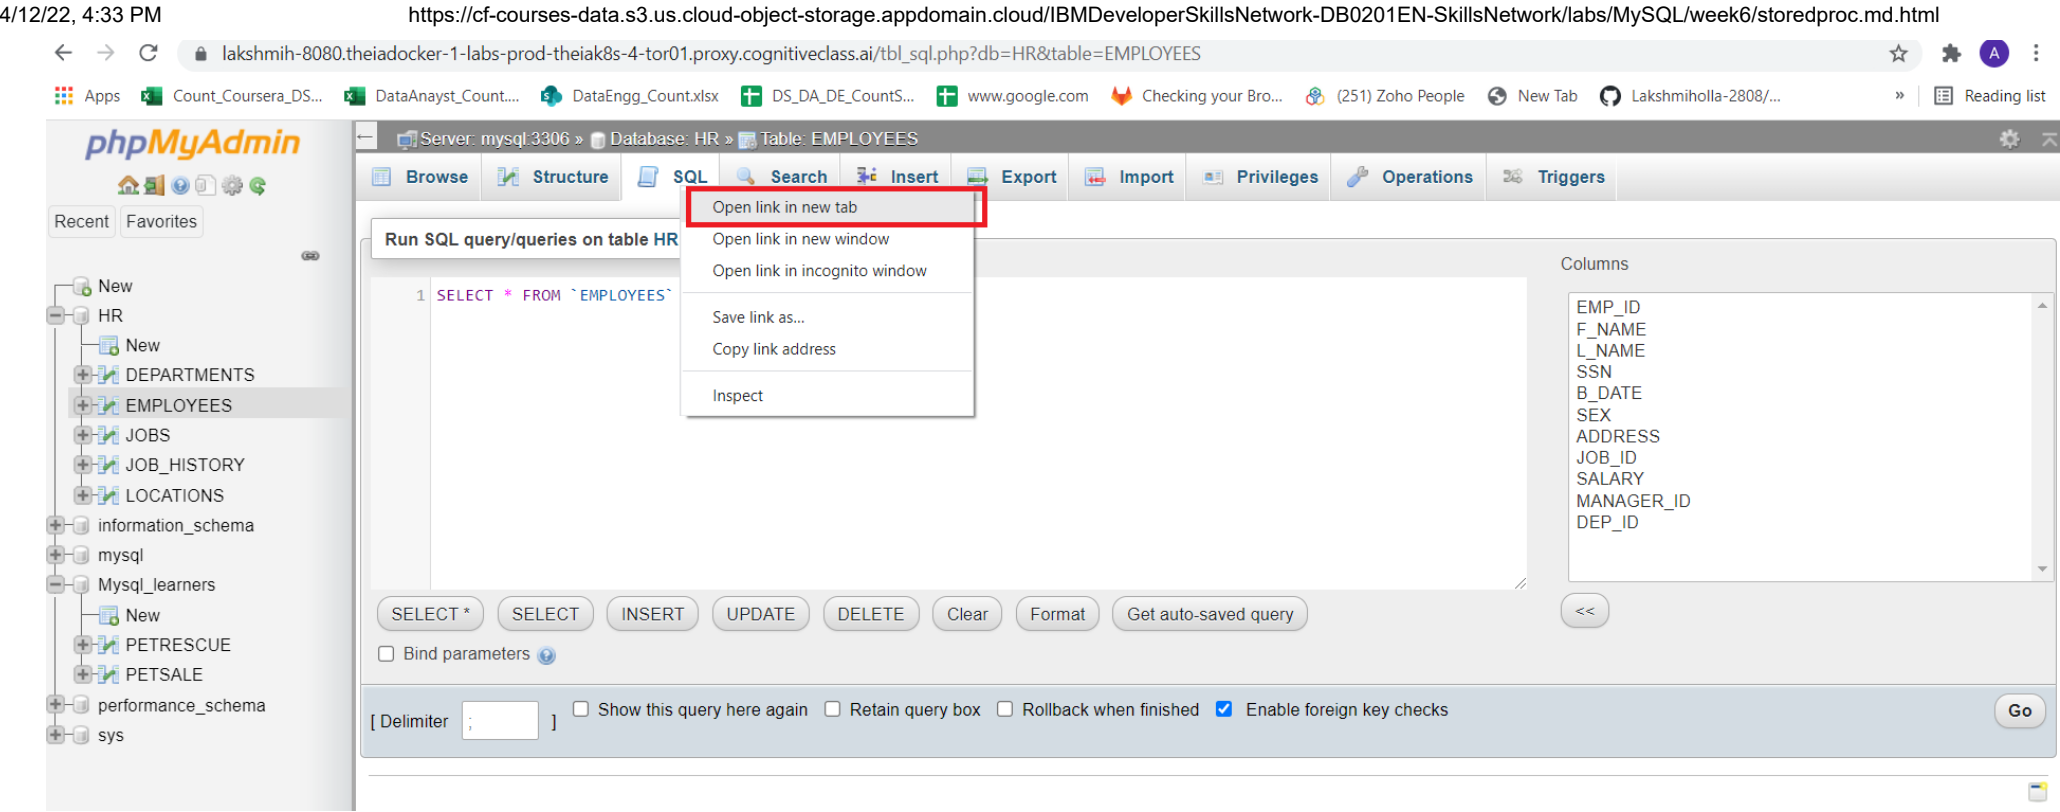 4/12/22, 4:33 PM https://cf-courses-data.s3.us.cloud-object-storage.appdomain.cloud/IBMDeveloperSkillsNetwork-DB0201EN-SkillsNetwork/labs/MySQL/week6/storedproc.md.html
lakshmih-8080.theiadocker-1-labs-prod-theiak8s-4-tor01.proxy.cognitiveclass.ai/tbl_sql.php?db=HR&table=EMPLOYEES A
Apps Count_Coursera_DS... DataAnayst_Count.... DataEngg_Count.xlsx DS_DA_DE_CountS... www.google.com Checking your Bro... (251) Zoho People New Tab Lakshmiholla-2808/... » Reading list
phpMyAdmin
Recent Favorites
New
HR
New
DEPARTMENTS
EMPLOYEES
JOBS
JOB_HISTORY
LOCATIONS
information_schema
mysql
Mysql_learners
New
PETRESCUE
PETSALE
performance_schema
sys
Server: mysql:3306 » Database: HR » Table: EMPLOYEES
Browse Structure SQL Search Insert Export Import Privileges Operations Triggers
Open link in new tab
Open link in new window
Open link in incognito window
Save link as...
Copy link address
Inspect
Run SQL query/queries on table HR
1 SELECT * FROM `EMPLOYEES`
Columns
EMP_ID
F_NAME
L_NAME
SSN
B_DATE
SEX
ADDRESS
JOB_ID
SALARY
MANAGER_ID
DEP_ID
SELECT * SELECT INSERT UPDATE DELETE Clear Format Get auto-saved query <<
Bind parameters
[ Delimiter ; ] Show this query here again Retain query box Rollback when finished Enable foreign key checks Go